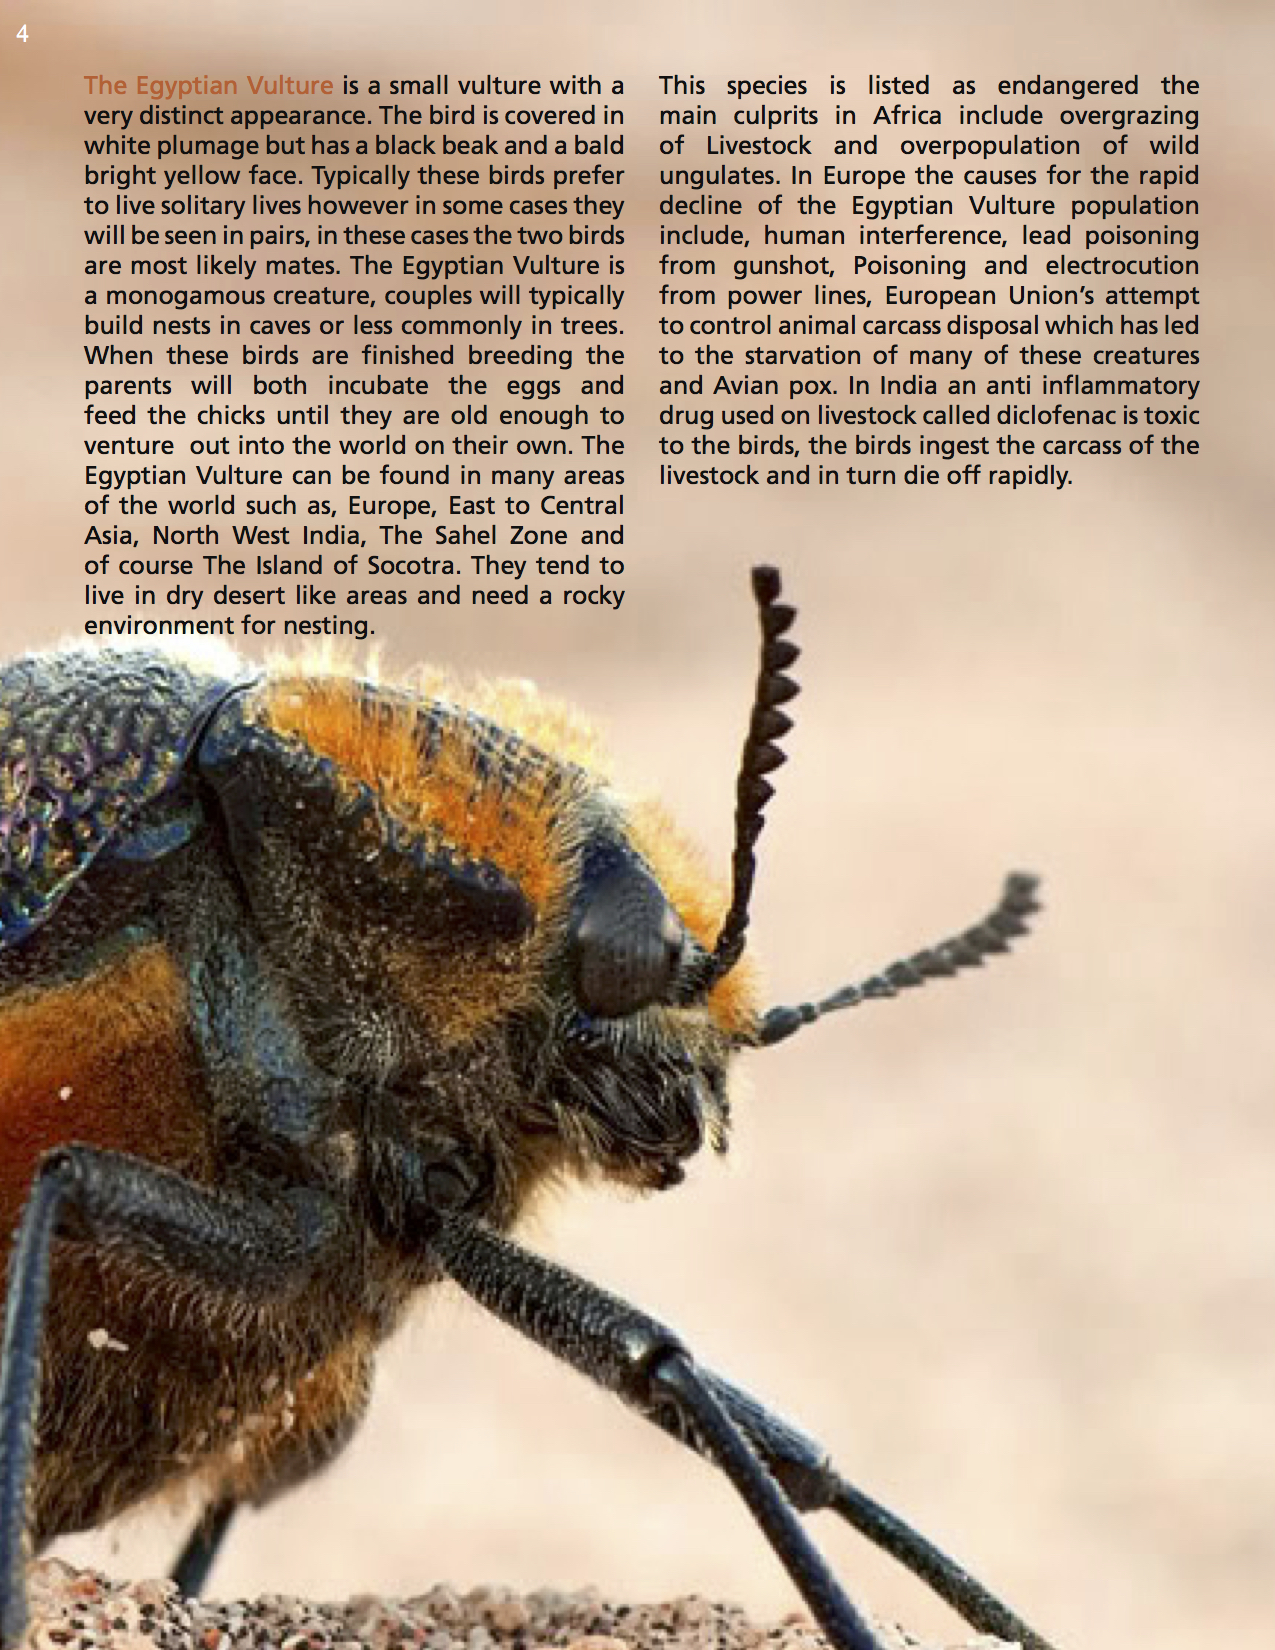 4
The Egyptian Vulture is a small vulture with a
very distinct appearance. The bird is covered in
white plumage but has a black beak and a bald
bright yellow face. Typically these birds prefer
to live solitary lives however in some cases they
will be seen in pairs, in these cases the two birds
are most likely mates. The Egyptian Vulture is
a monogamous creature, couples will typically
build nests in caves or less commonly in trees.
When these birds are finished breeding the
parents will both incubate the eggs and
feed the chicks until they are old enough to
venture out into the world on their own. The
Egyptian Vulture can be found in many areas
of the world such as, Europe, East to Central
Asia, North West India, The Sahel Zone and
of course The Island of Socotra. They tend to
live in dry desert like areas and need a rocky
environment for nesting.
This species is listed as endangered the
main culprits in Africa include overgrazing
of Livestock and overpopulation of wild
ungulates. In Europe the causes for the rapid
decline of the Egyptian Vulture population
include, human interference, lead poisoning
from gunshot, Poisoning and electrocution
from power lines, European Union's attempt
to control animal carcass disposal which has led
to the starvation of many of these creatures
and Avian pox. In India an anti inflammatory
drug used on livestock called diclofenac is toxic
to the birds, the birds ingest the carcass of the
livestock and in turn die off rapidly.